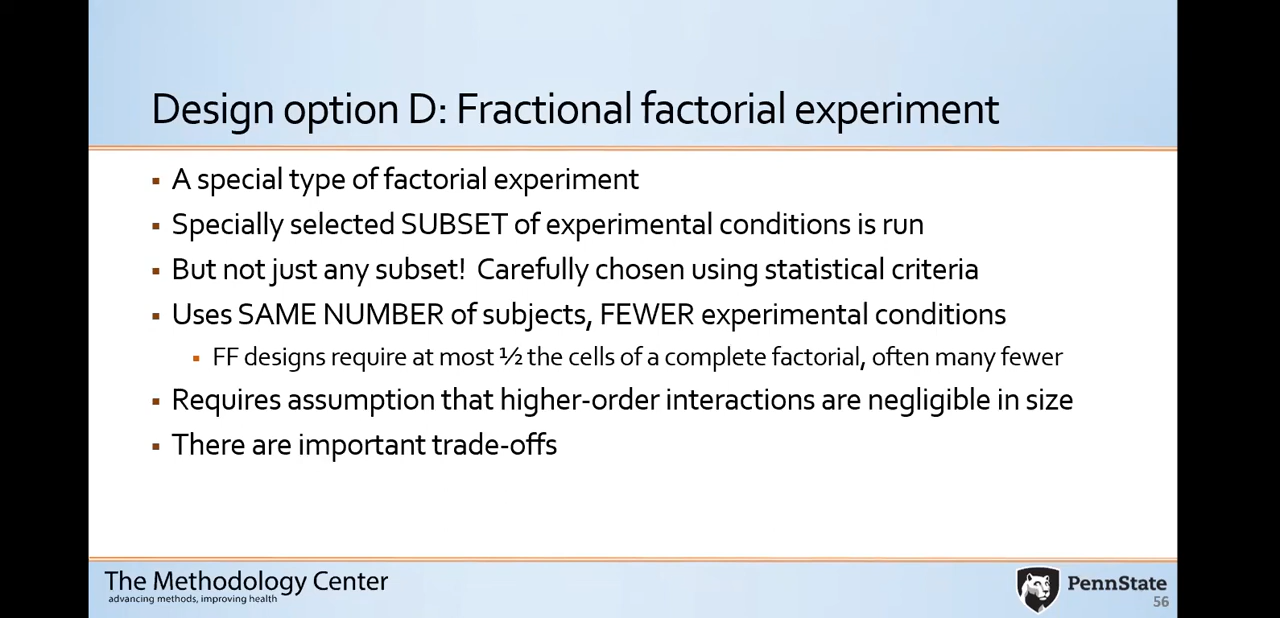 Design option D: Fractional factorial experiment
▪ A special type of factorial experiment
▪ Specially selected SUBSET of experimental conditions is run
▪ But not just any subset!  Carefully chosen using statistical criteria
▪ Uses SAME NUMBER of subjects, FEWER experimental conditions
▪ FF designs require at most ½ the cells of a complete factorial, often many fewer
▪ Requires assumption that higher-order interactions are negligible in size
▪ There are important trade-offs
The Methodology Center
advancing methods, improving health
PennState
56